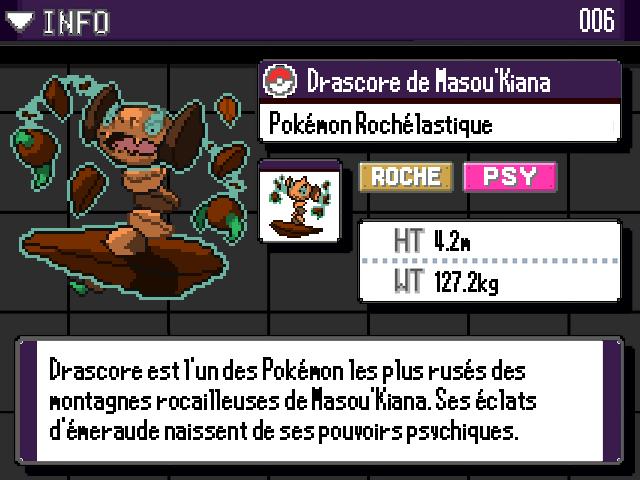 INFO
006
Drascore de Masou'Kiana
Pokémon Rochélastique
ROCHE
PSY
HT 4.2m
WT 127.2kg
Drascore est l'un des Pokémon les plus rusés des
montagnes rocailleuses de Masou'Kiana. Ses éclats
d'émeraude naissent de ses pouvoirs psychiques.